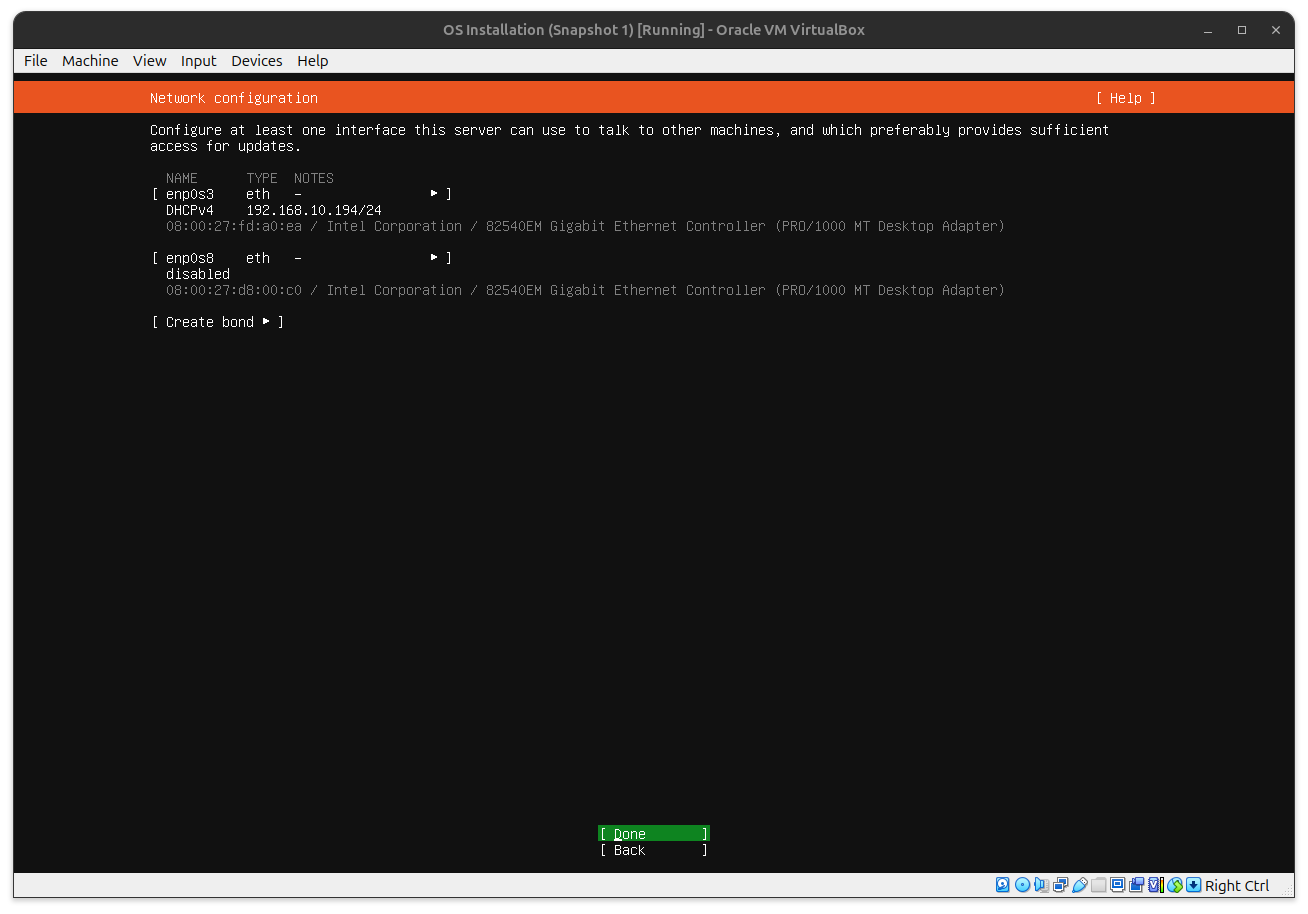 OS Installation (Snapshot 1) [Running] - Oracle VM VirtualBox
File Machine View Input Devices Help
Network configuration [ Help ]
Configure at least one interface this server can use to talk to other machines, and which preferably provides sufficient
access for updates.
NAME TYPE NOTES
[ enp0s3 eth – ▸ ]
DHCPv4 192.168.10.194/24
08:00:27:fd:a0:ea / Intel Corporation / 82540EM Gigabit Ethernet Controller (PRO/1000 MT Desktop Adapter)
[ enp0s8 eth – ▸ ]
disabled
08:00:27:d8:00:c0 / Intel Corporation / 82540EM Gigabit Ethernet Controller (PRO/1000 MT Desktop Adapter)
[ Create bond ▸ ]
[ Done ]
[ Back ]
Right Ctrl